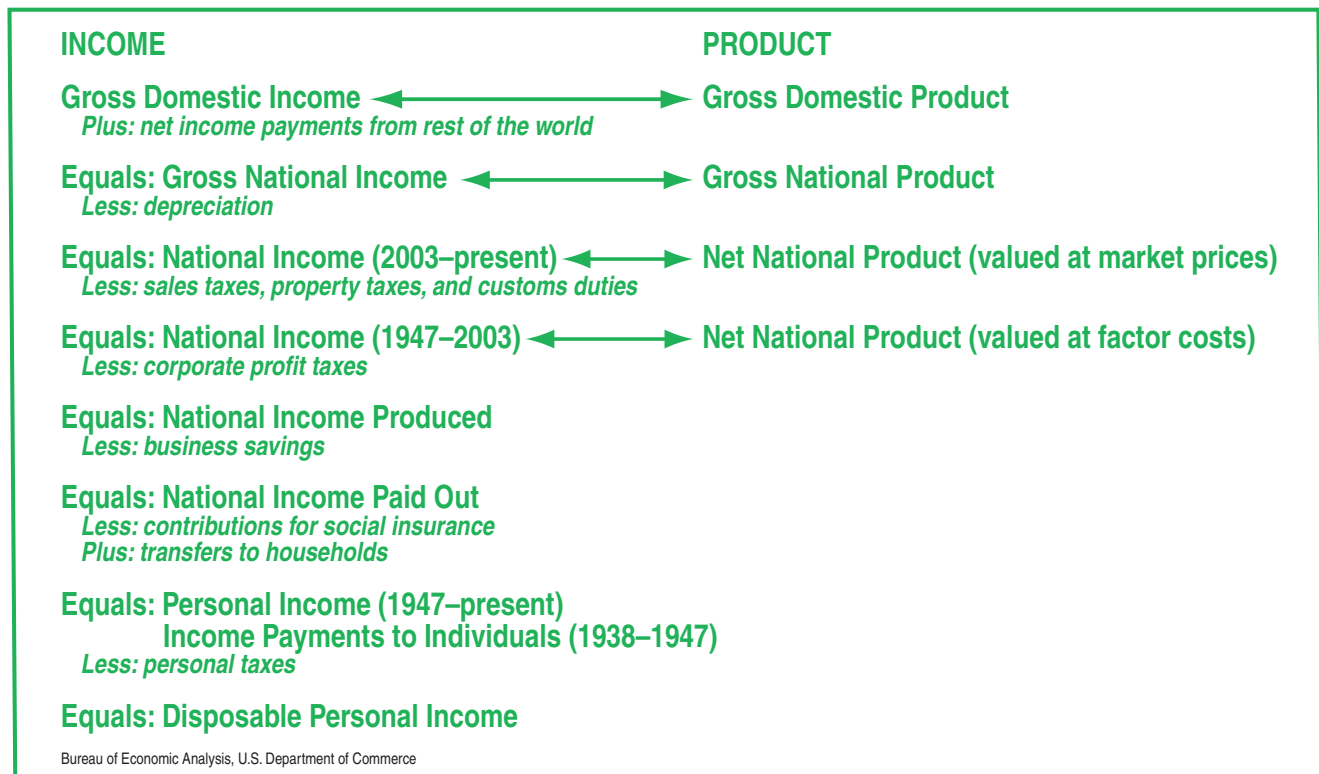 INCOME PRODUCT
Gross Domestic Income Gross Domestic Product
Plus: net income payments from rest of the world
Equals: Gross National Income Gross National Product
Less: depreciation
Equals: National Income (2003–present) Net National Product (valued at market prices)
Less: sales taxes, property taxes, and customs duties
Equals: National Income (1947–2003) Net National Product (valued at factor costs)
Less: corporate profit taxes
Equals: National Income Produced
Less: business savings
Equals: National Income Paid Out
Less: contributions for social insurance
Plus: transfers to households
Equals: Personal Income (1947–present)
Income Payments to Individuals (1938–1947)
Less: personal taxes
Equals: Disposable Personal Income
Bureau of Economic Analysis, U.S. Department of Commerce